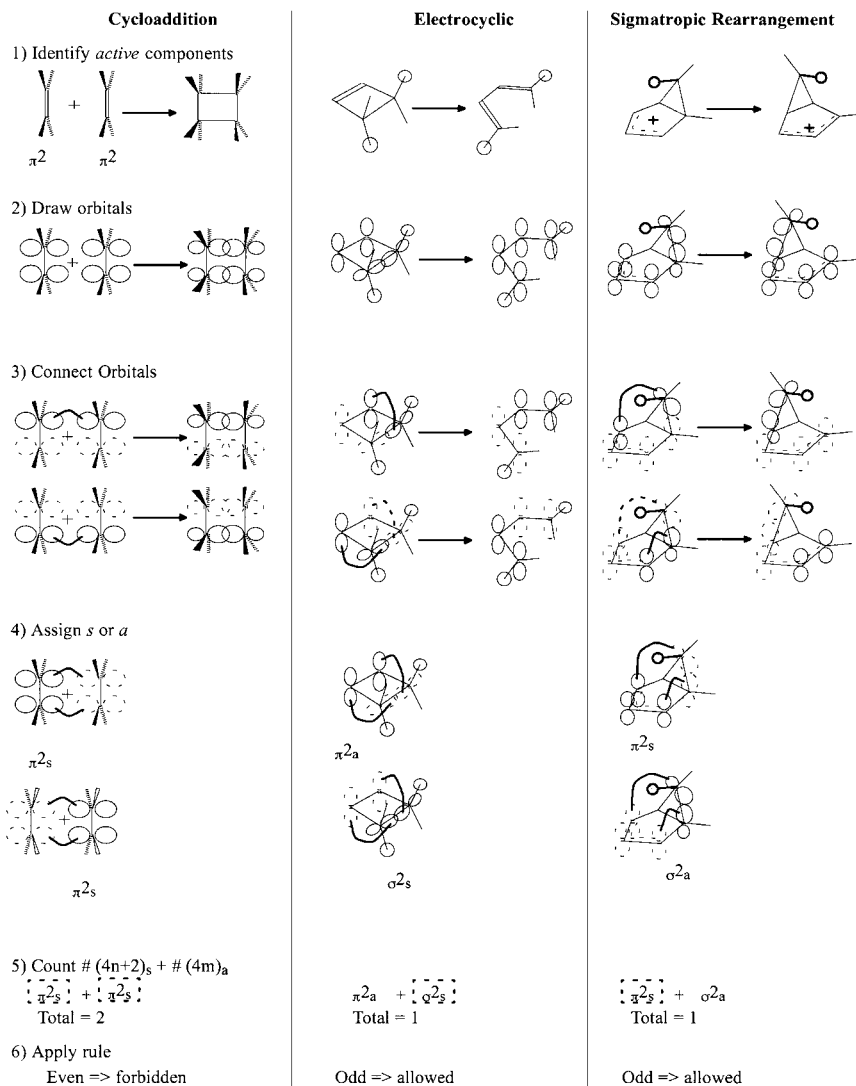 Cycloaddition Electrocyclic Sigmatropic Rearrangement
1) Identify active components
+
+
+
π2 π2
2) Draw orbitals
+
3) Connect Orbitals
+
+
4) Assign s or a
+
π2s π2a π2s
+
π2s σ2s σ2a
5) Count # (4n+2)s + # (4m)a
π2s + π2s π2a + σ2s π2s + σ2a
Total = 2 Total = 1 Total = 1
6) Apply rule
Even => forbidden Odd => allowed Odd => allowed